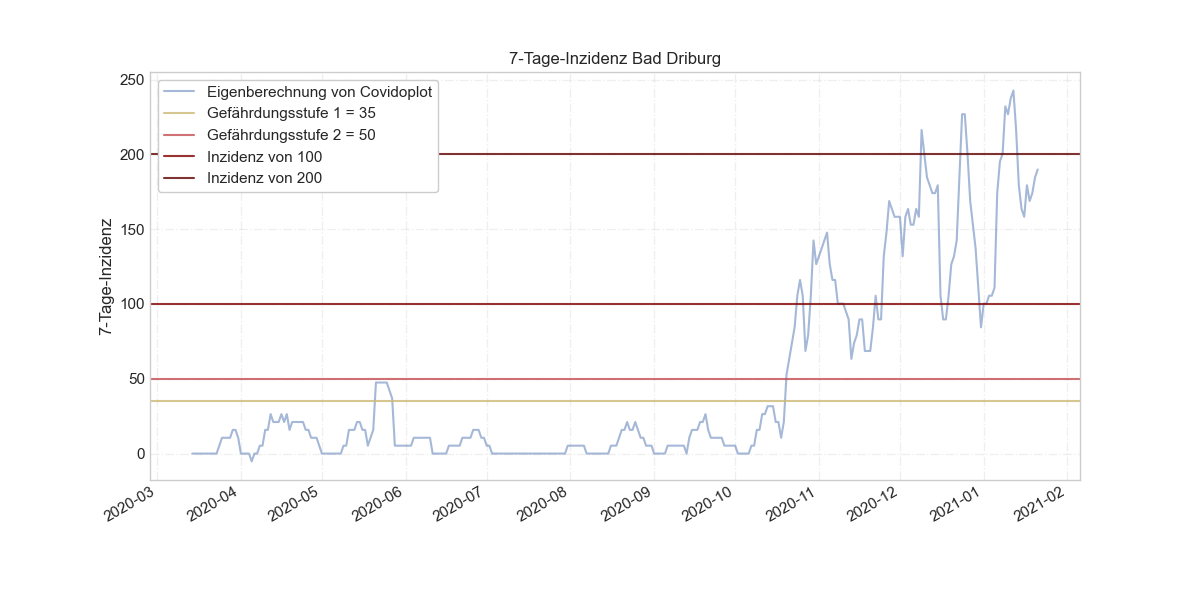 7-Tage-Inzidenz Bad Driburg
Eigenberechnung von Covidoplot
Gefährdungsstufe 1 = 35
Gefährdungsstufe 2 = 50
Inzidenz von 100
Inzidenz von 200
7-Tage-Inzidenz
250
200
150
100
50
0
2020-03
2020-04
2020-05
2020-06
2020-07
2020-08
2020-09
2020-10
2020-11
2020-12
2021-01
2021-02